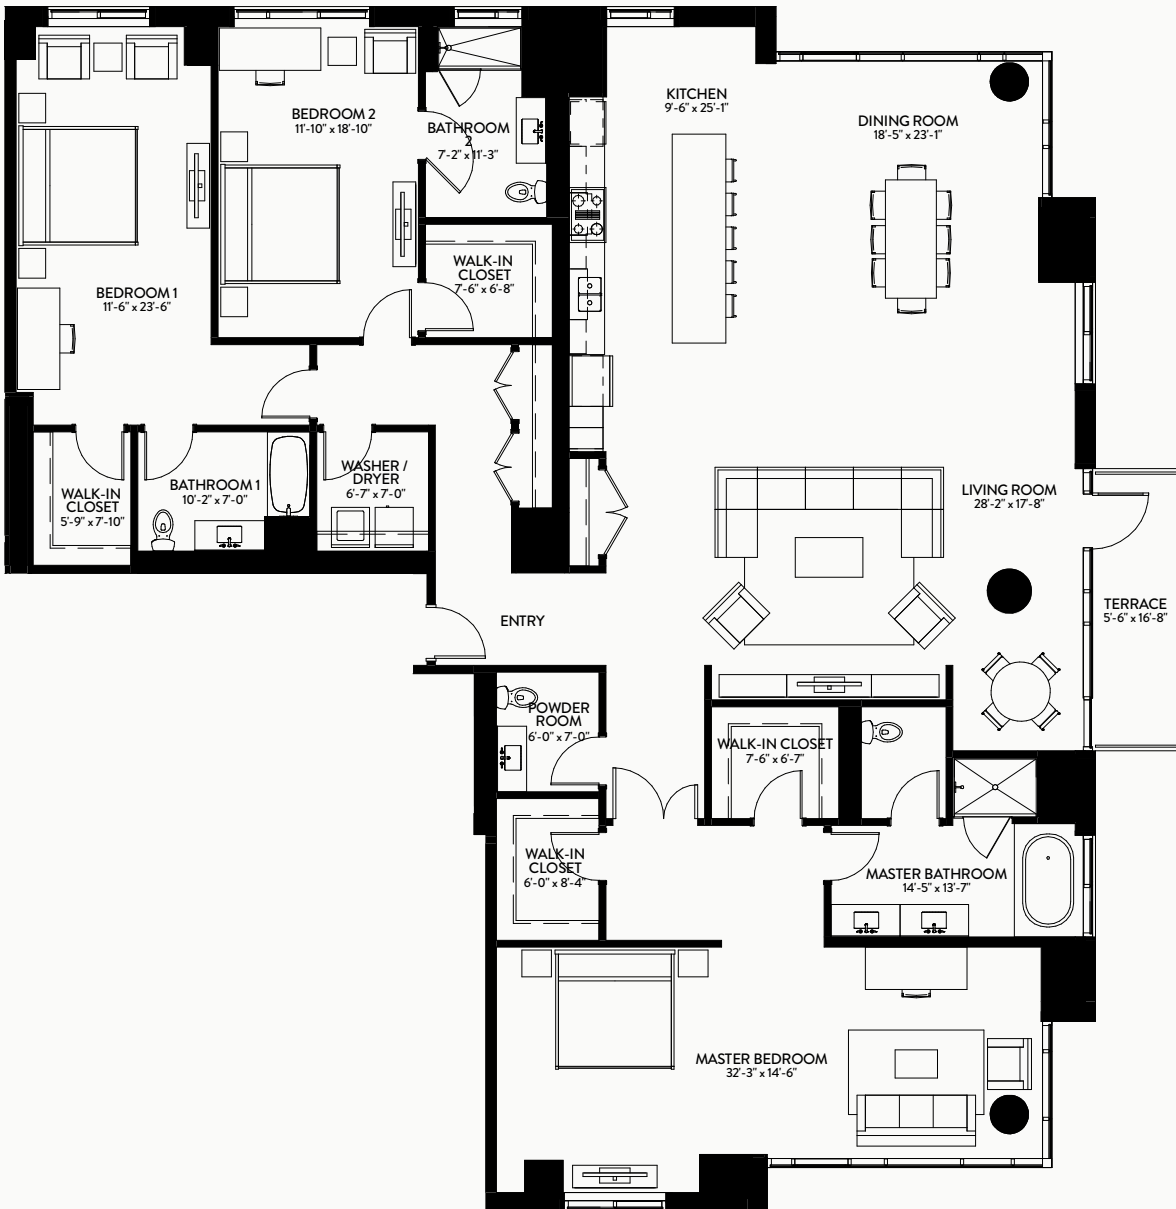 KITCHEN
9'-6" x 25'-1"
DINING ROOM
18'-5" x 23'-1"
BEDROOM 2
11'-10" x 18'-10"
BATHROOM
2
7'-2" x 11'-3"
WALK-IN
CLOSET
7'-6" x 6'-8"
BEDROOM 1
11'-6" x 23'-6"
WASHER /
DRYER
6'-7" x 7'-0"
BATHROOM 1
10'-2" x 7'-0"
WALK-IN
CLOSET
5'-9" x 7'-10"
LIVING ROOM
28'-2" x 17'-8"
TERRACE
5'-6" x 16'-8"
ENTRY
POWDER
ROOM
6'-0" x 7'-0"
WALK-IN CLOSET
7'-6" x 6'-7"
WALK-IN
CLOSET
6'-0" x 8'-4"
MASTER BATHROOM
14'-5" x 13'-7"
MASTER BEDROOM
32'-3" x 14'-6"